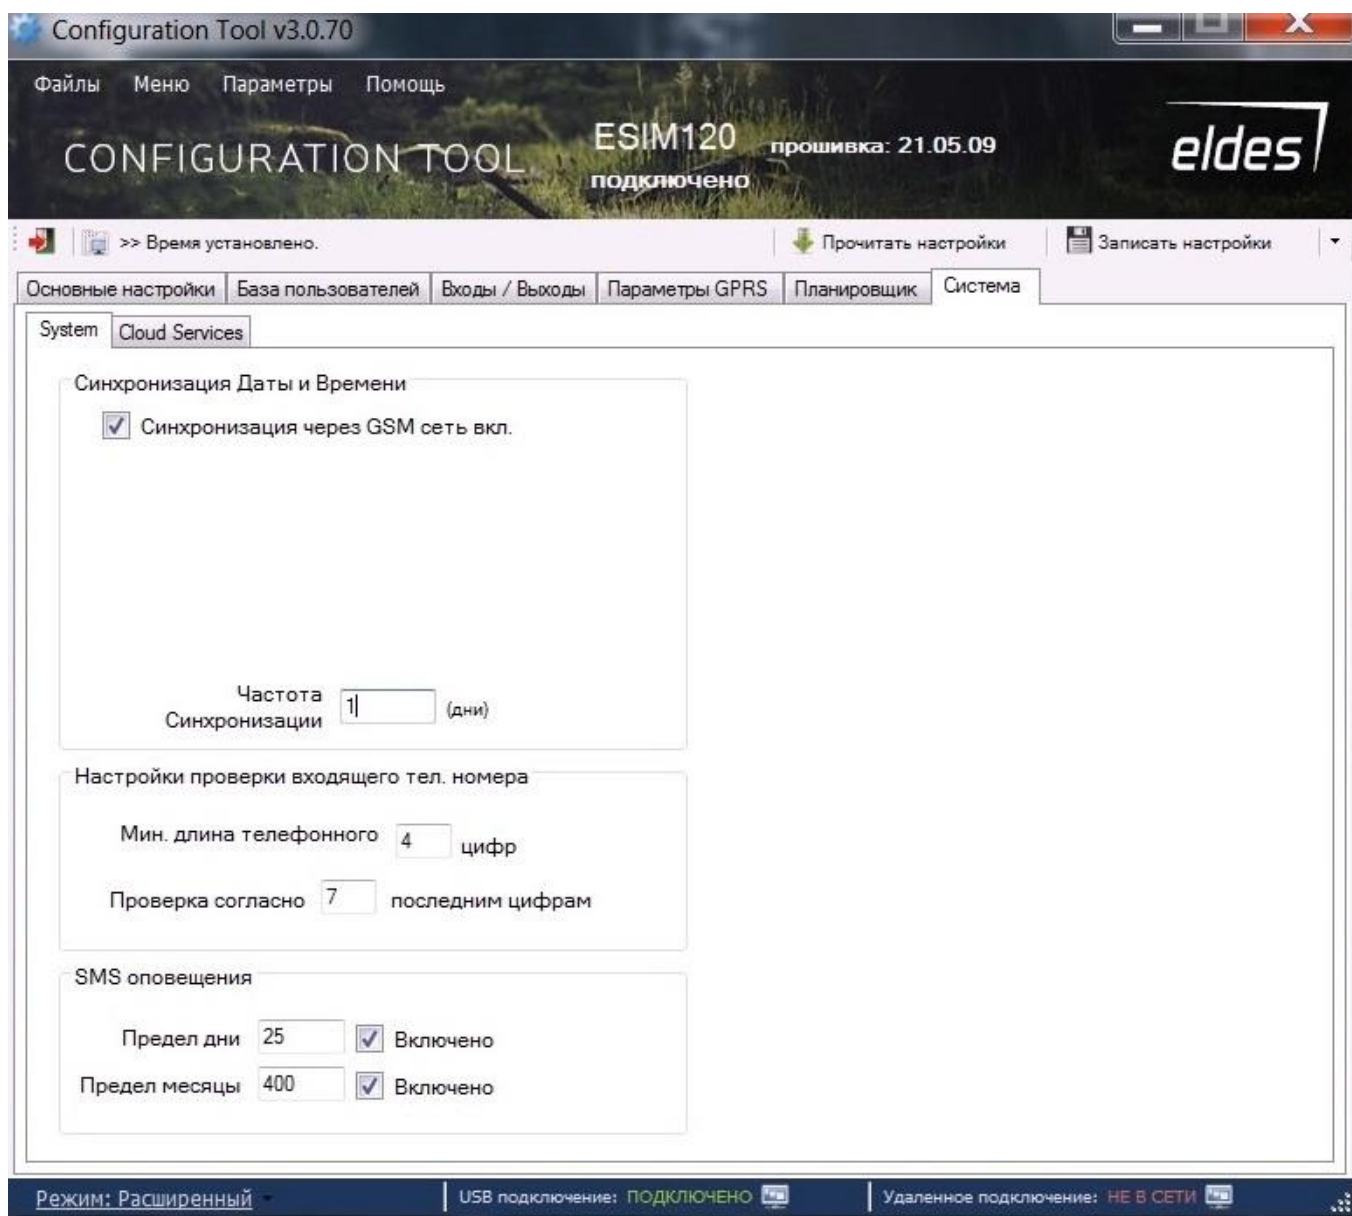 Configuration Tool v3.0.70
Файлы Меню Параметры Помощь
CONFIGURATION TOOL
ESIM120
подключено
прошивка: 21.05.09
eldes
>> Время установлено.
Прочитать настройки
Записать настройки
Основные настройки База пользователей Входы / Выходы Параметры GPRS Планировщик Система
System Cloud Services
Синхронизация Даты и Времени
Синхронизация через GSM сеть вкл.
Частота
Синхронизации 1 (дни)
Настройки проверки входящего тел. номера
Мин. длина телефонного 4 цифр
Проверка согласно 7 последним цифрам
SMS оповещения
Предел дни 25 Включено
Предел месяцы 400 Включено
Режим: Расширенный USB подключение: ПОДКЛЮЧЕНО Удаленное подключение: НЕ В СЕТИ